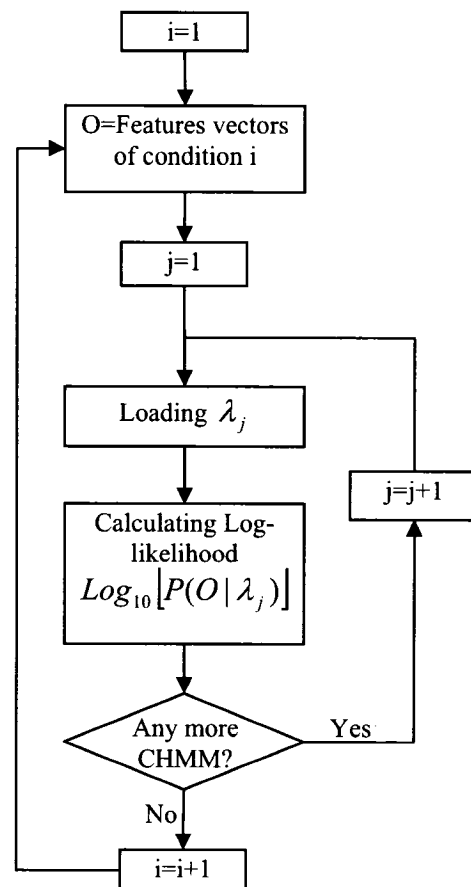 i=1
O=Features vectors
of condition i
j=1
Loading λj
j=j+1
Calculating Log-
likelihood
Log10⌊P(O | λj)⌋
Any more
CHMM?
Yes
No
i=i+1